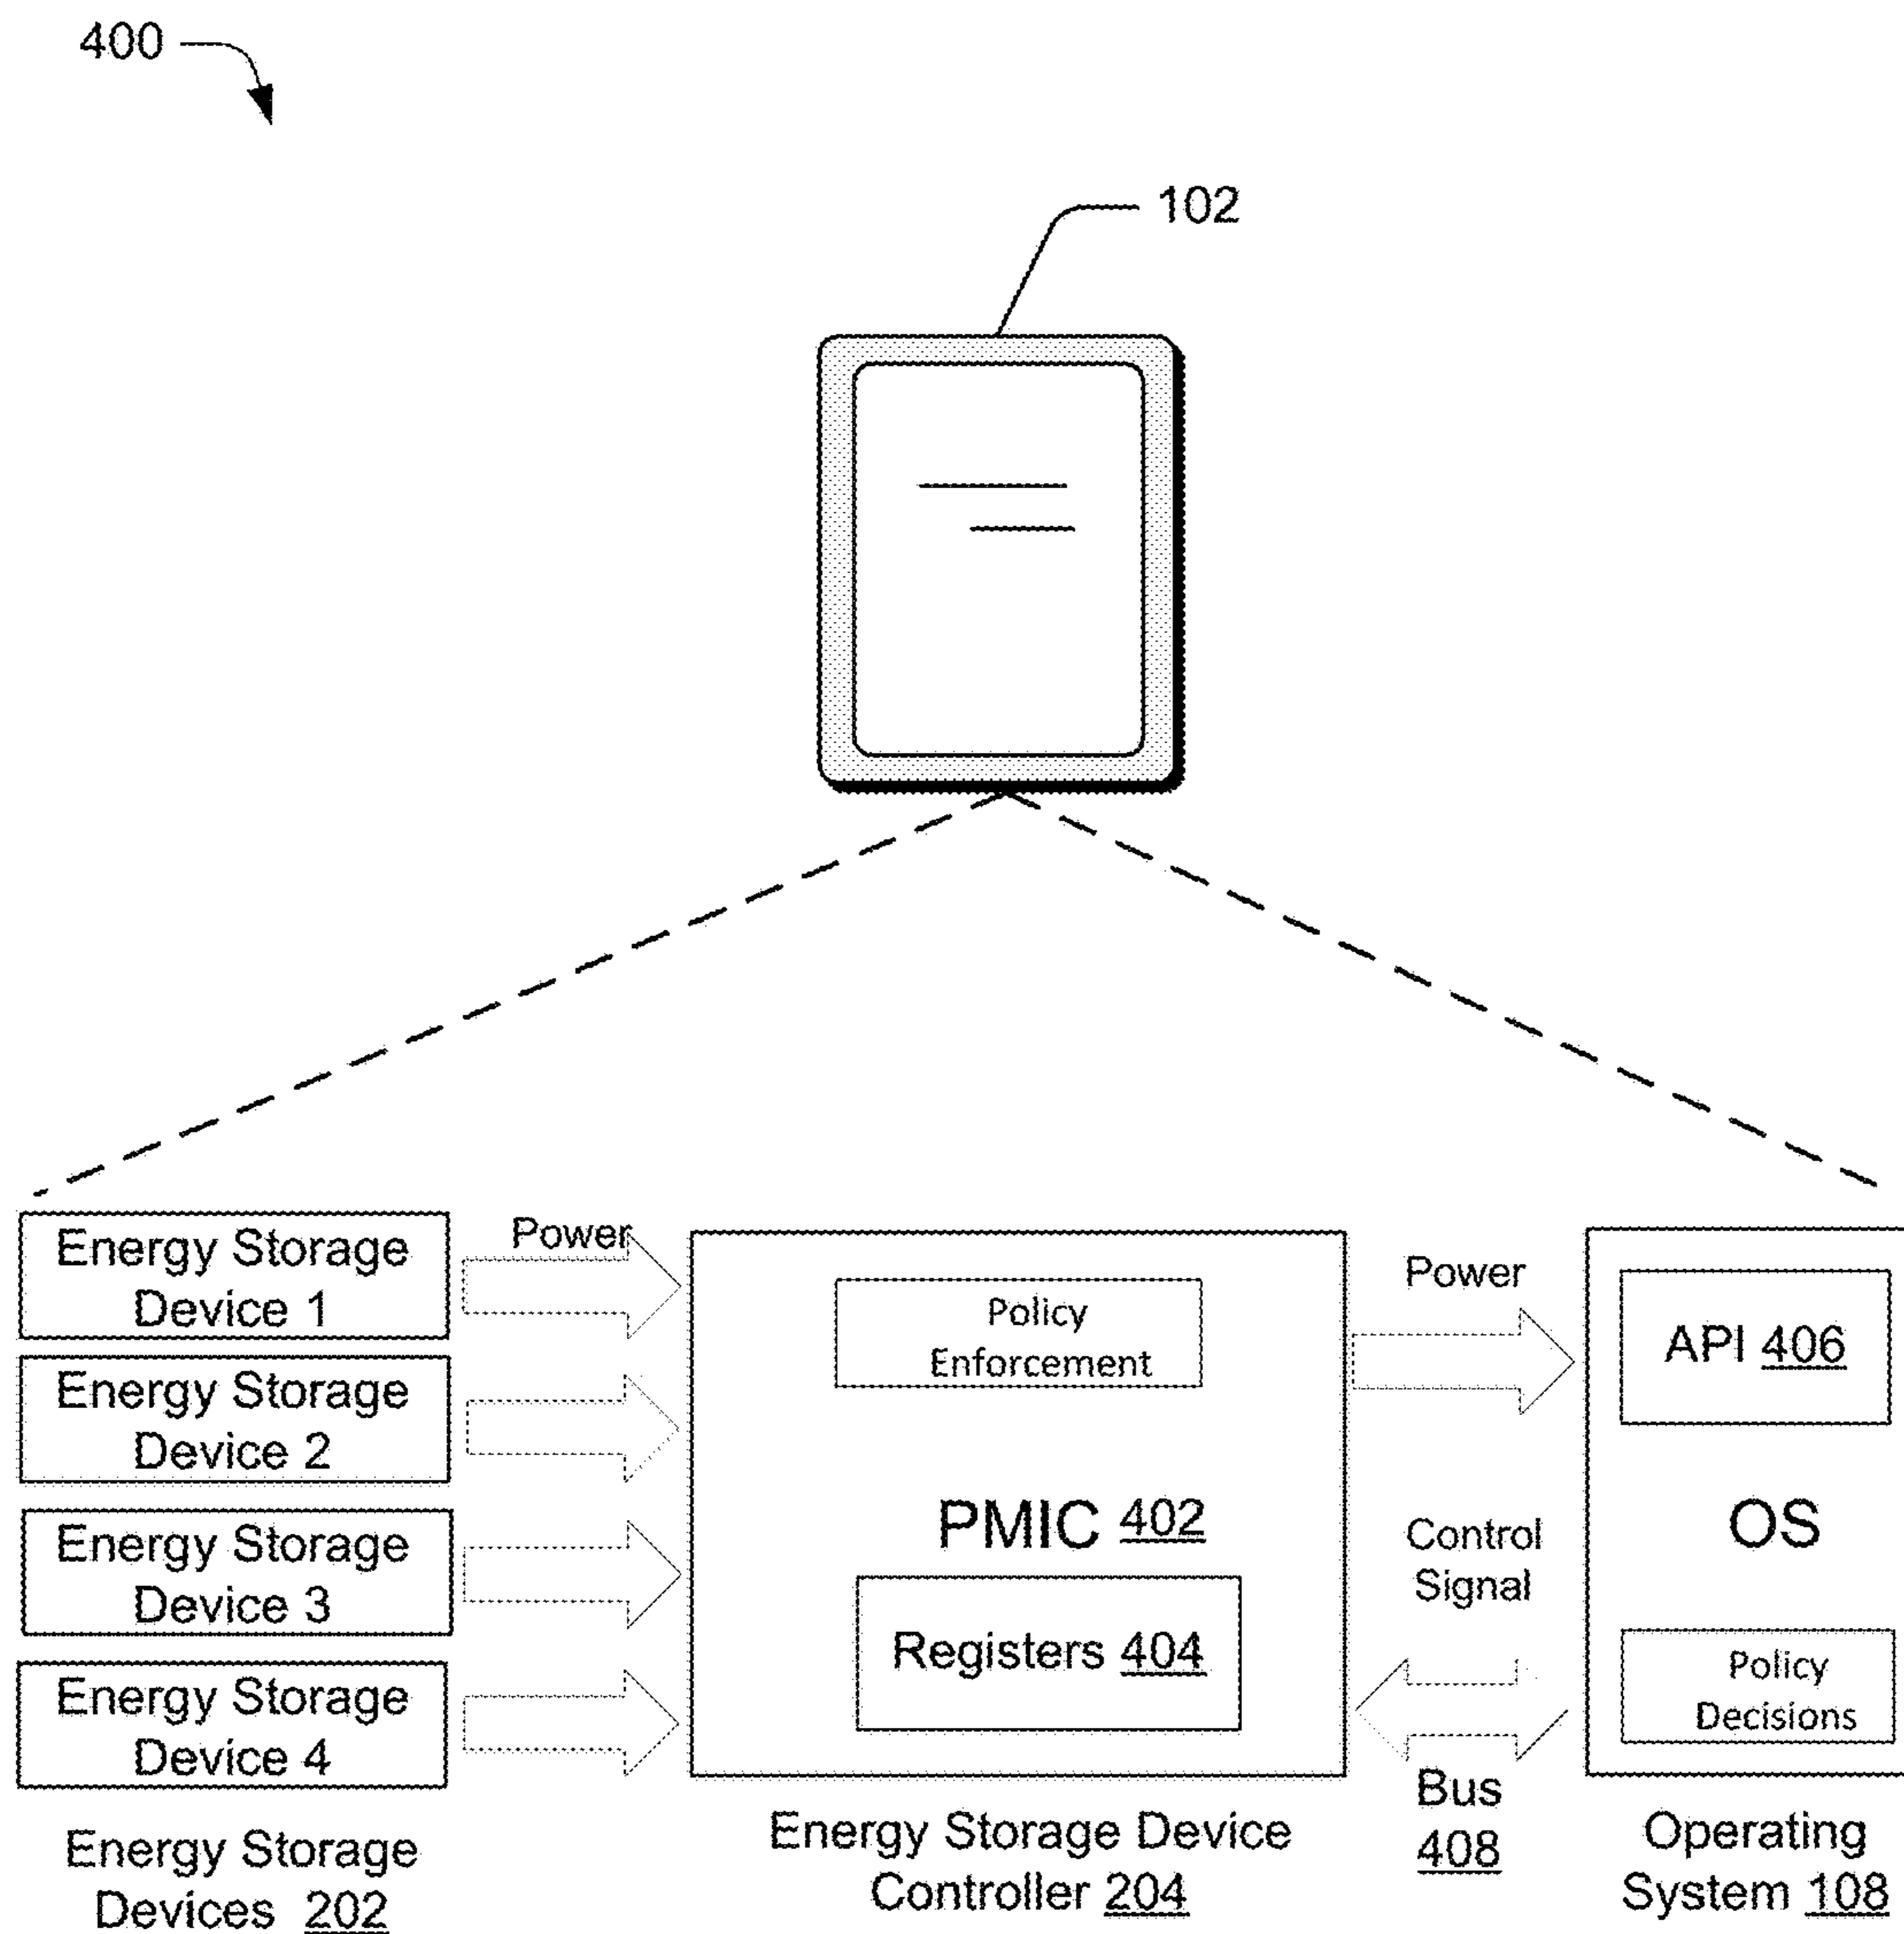 400
102
Energy Storage
Device 1
Energy Storage
Device 2
Energy Storage
Device 3
Energy Storage
Device 4
Energy Storage
Devices 202
Power
Policy
Enforcement
PMIC 402
Registers 404
Energy Storage Device
Controller 204
Power
Control
Signal
Bus
408
API 406
OS
Policy
Decisions
Operating
System 108